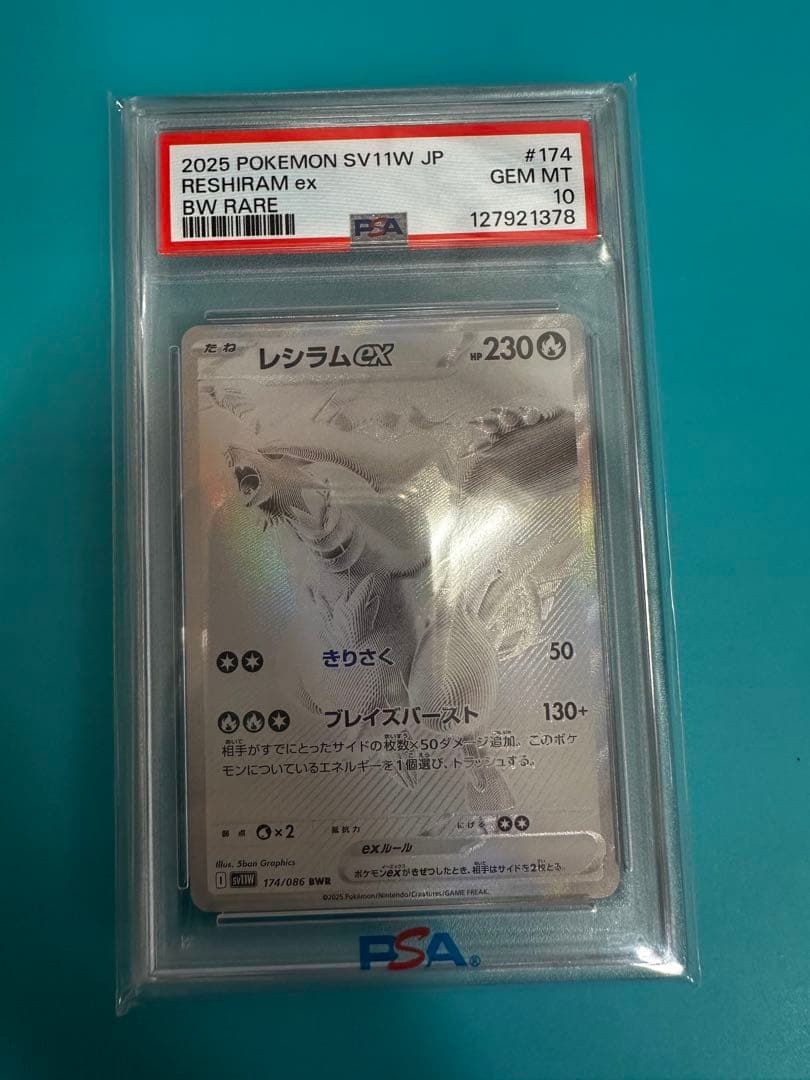 2025 POKEMON SV11W JP #174
RESHIRAM ex GEM MT
BW RARE 10
PSA 127921378
たね レシラムex HP230
きりさく 50
ブレイズバースト 130+
相手がすでにとったサイドの枚数×50ダメージ追加。このポケ
モンについているエネルギーを1個選び、トラッシュする。
弱点 ×2 抵抗力 にげる
exルール
ポケモンexがきぜつしたとき、相手はサイドを2枚とる。
Illus. 5ban Graphics
I SV11W 174/086 BWR
©2025 Pokémon/Nintendo/Creatures/GAME FREAK.
PSA®